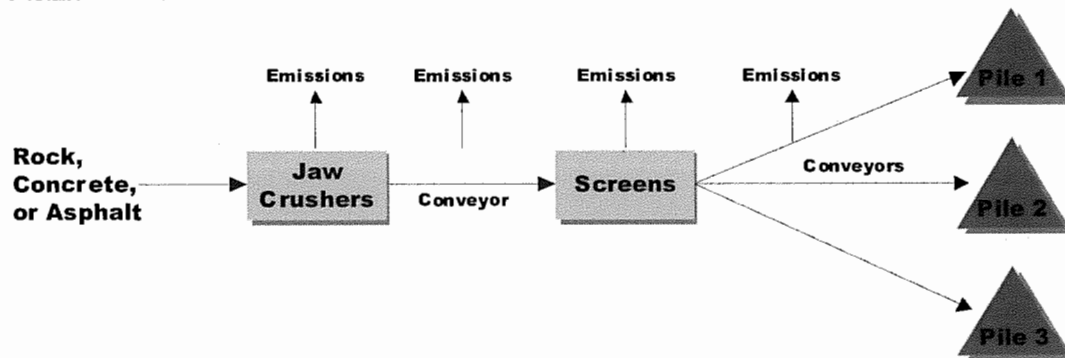 Emissions
Emissions
Emissions
Emissions
Pile 1
Rock,
Concrete,
or Asphalt
Jaw
Crushers
Conveyor
Screens
Conveyors
Pile 2
Pile 3